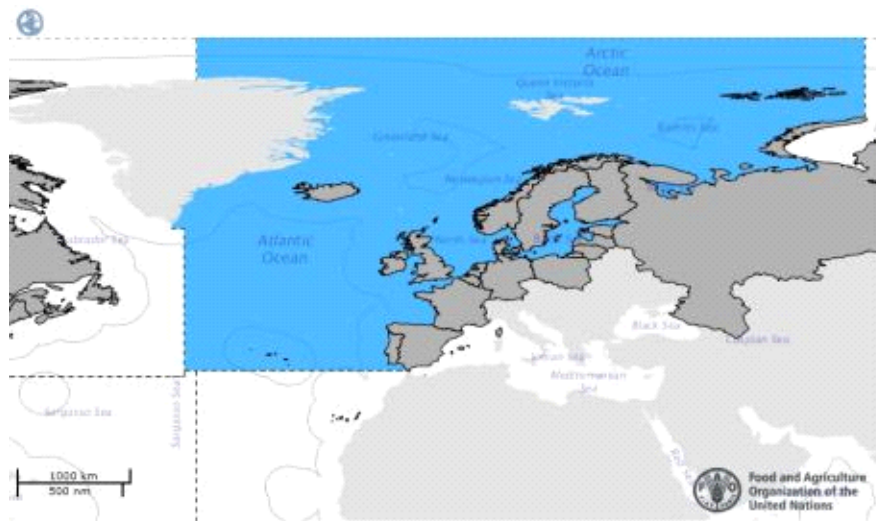 Arctic
Ocean
Queen Victoria
Sea
Greenland Sea
Barents Sea
Norwegian Sea
Labrador Sea
Atlantic
Ocean
North Sea
Black Sea
Caspian Sea
Ionian Sea
Mediterranean
Sea
Sargasso Sea
Sargasso Sea
Red Sea
1000 km
500 nm
FAO
Food and Agriculture
Organization of the
United Nations